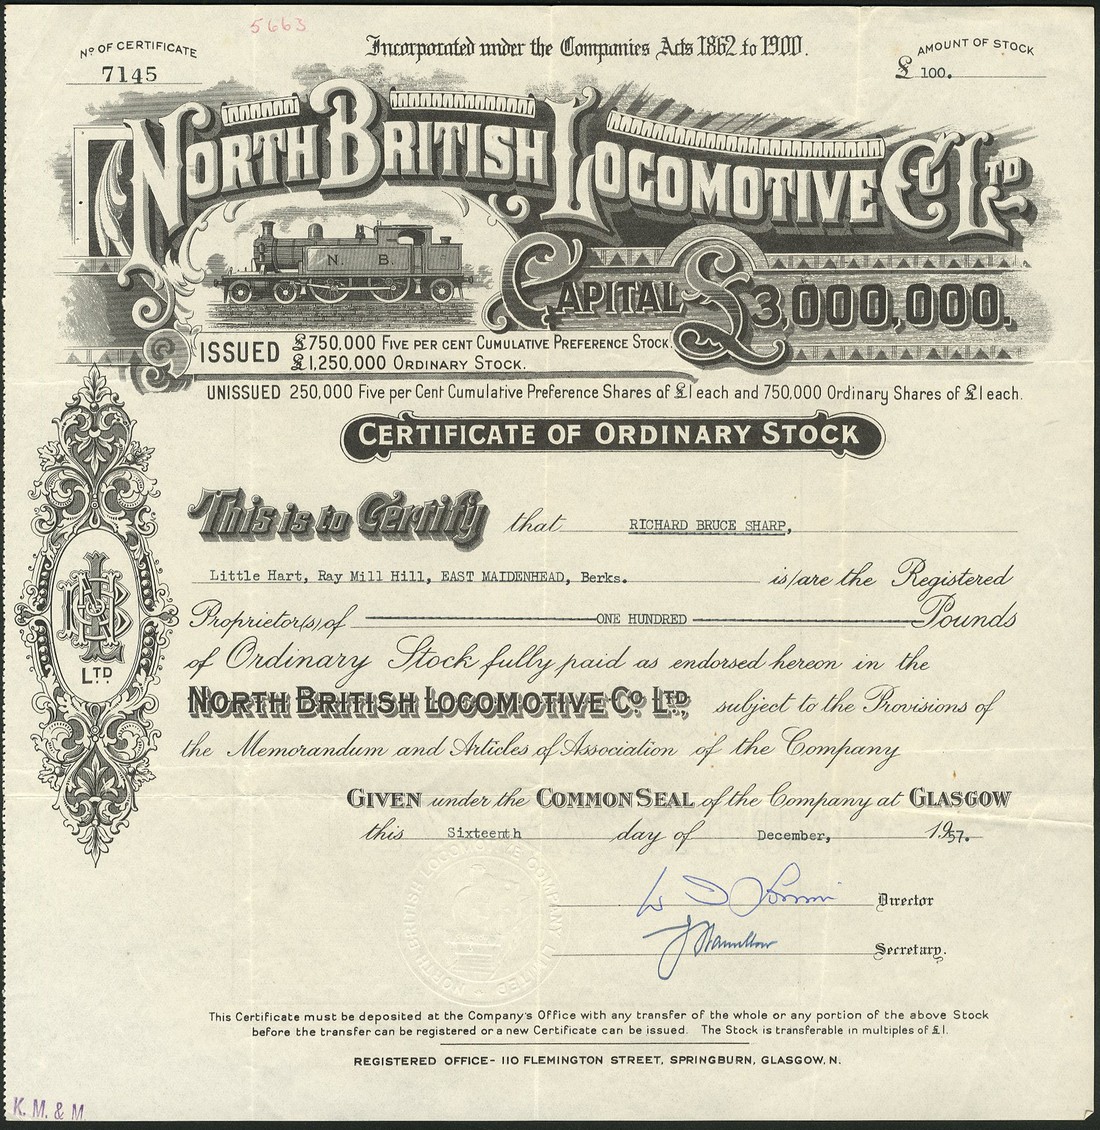 5663
No OF CERTIFICATE
7145
Incorporated under the Companies Acts 1862 to 1900.
AMOUNT OF STOCK
£ 100.
NORTH BRITISH LOCOMOTIVE Co LTD
N. B.
CAPITAL £3,000,000.
ISSUED £750,000 FIVE PER CENT CUMULATIVE PREFERENCE STOCK.
£1,250,000 ORDINARY STOCK.
UNISSUED 250,000 Five per Cent Cumulative Preference Shares of £1 each and 750,000 Ordinary Shares of £1 each.
CERTIFICATE OF ORDINARY STOCK
This is to Certify that RICHARD BRUCE SHARP,
Little Hart, Ray Mill Hill, EAST MAIDENHEAD, Berks. is/are the Registered
Proprietor(s) of ONE HUNDRED Pounds
of Ordinary Stock fully paid as endorsed hereon in the
NORTH BRITISH LOCOMOTIVE Co LTD, subject to the Provisions of
the Memorandum and Articles of Association of the Company
LTD.
GIVEN under the COMMON SEAL of the Company at GLASGOW
this Sixteenth day of December, 1957.
NORTH BRITISH LOCOMOTIVE COMPANY LIMITED
Director
J Hamilton
Secretary.
This Certificate must be deposited at the Company's Office with any transfer of the whole or any portion of the above Stock
before the transfer can be registered or a new Certificate can be issued. The Stock is transferable in multiples of £1.
REGISTERED OFFICE- 110 FLEMINGTON STREET, SPRINGBURN, GLASGOW, N.
K. M. & M.